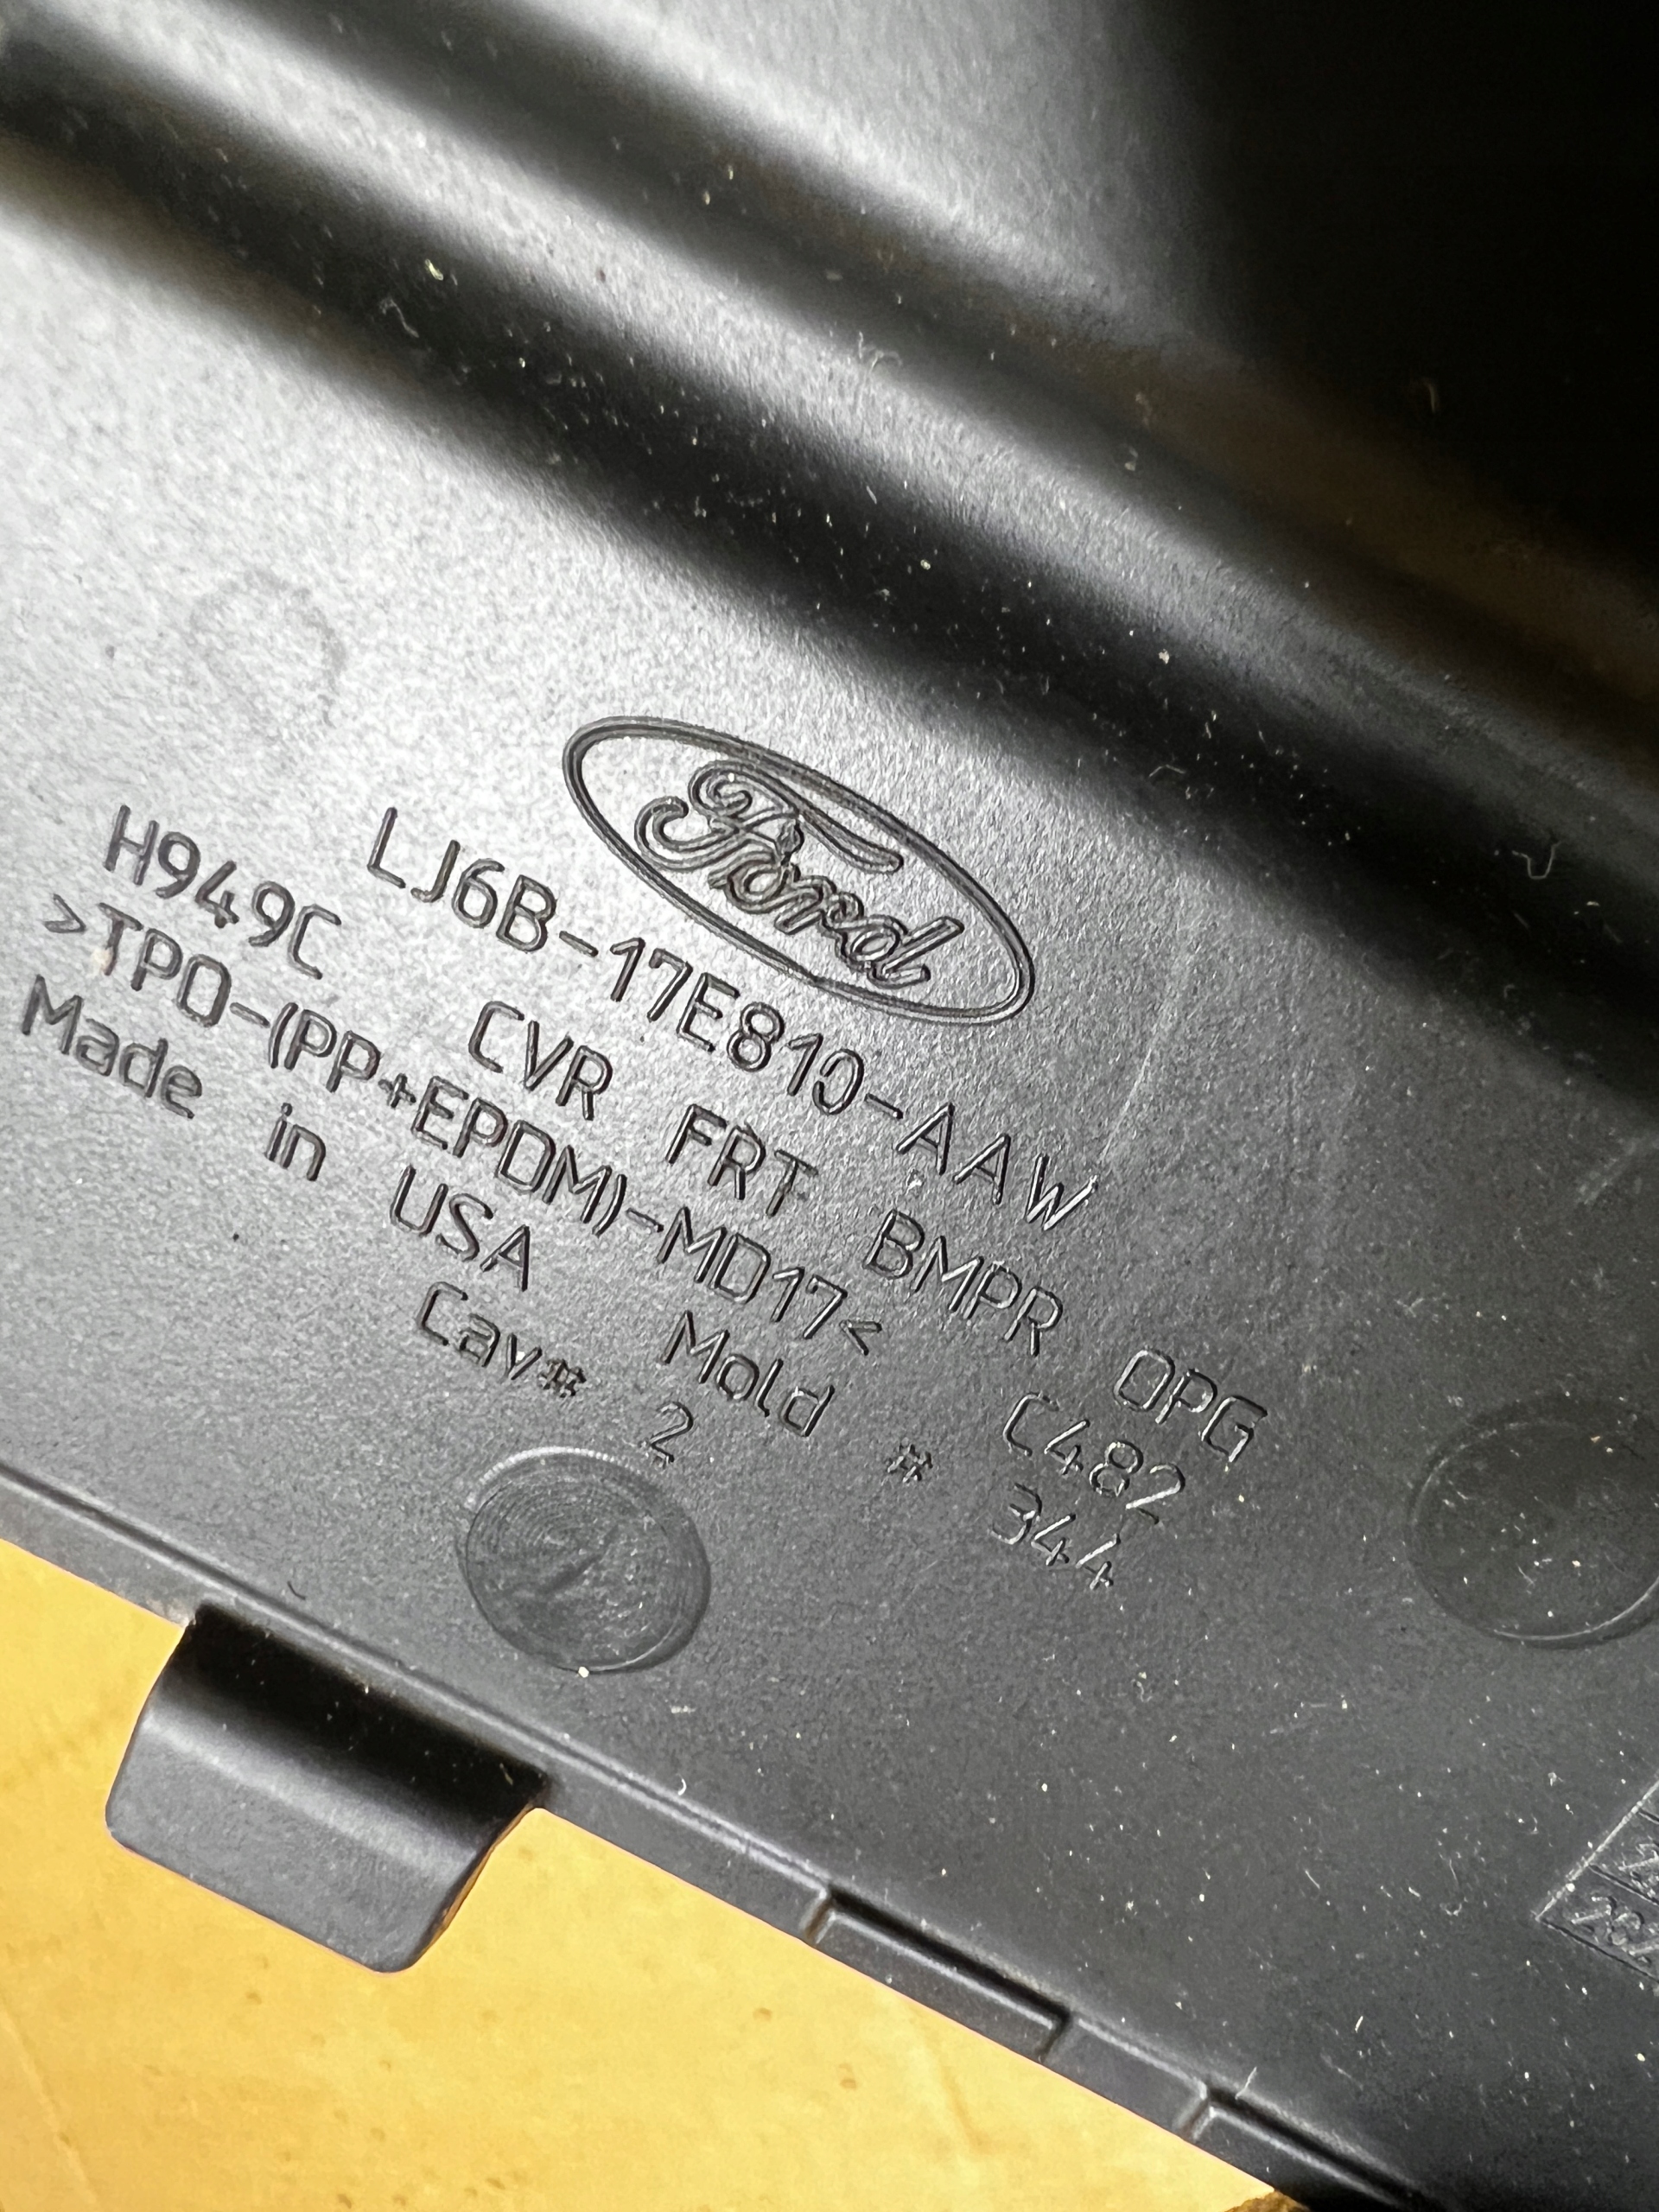 Ford
LJ6B-17E810-AAW
H949C CVR FRT BMPR OPG
>TPO-(PP+EPDM)-MD17< C482
Made in USA Mold # 344
Cav# 2